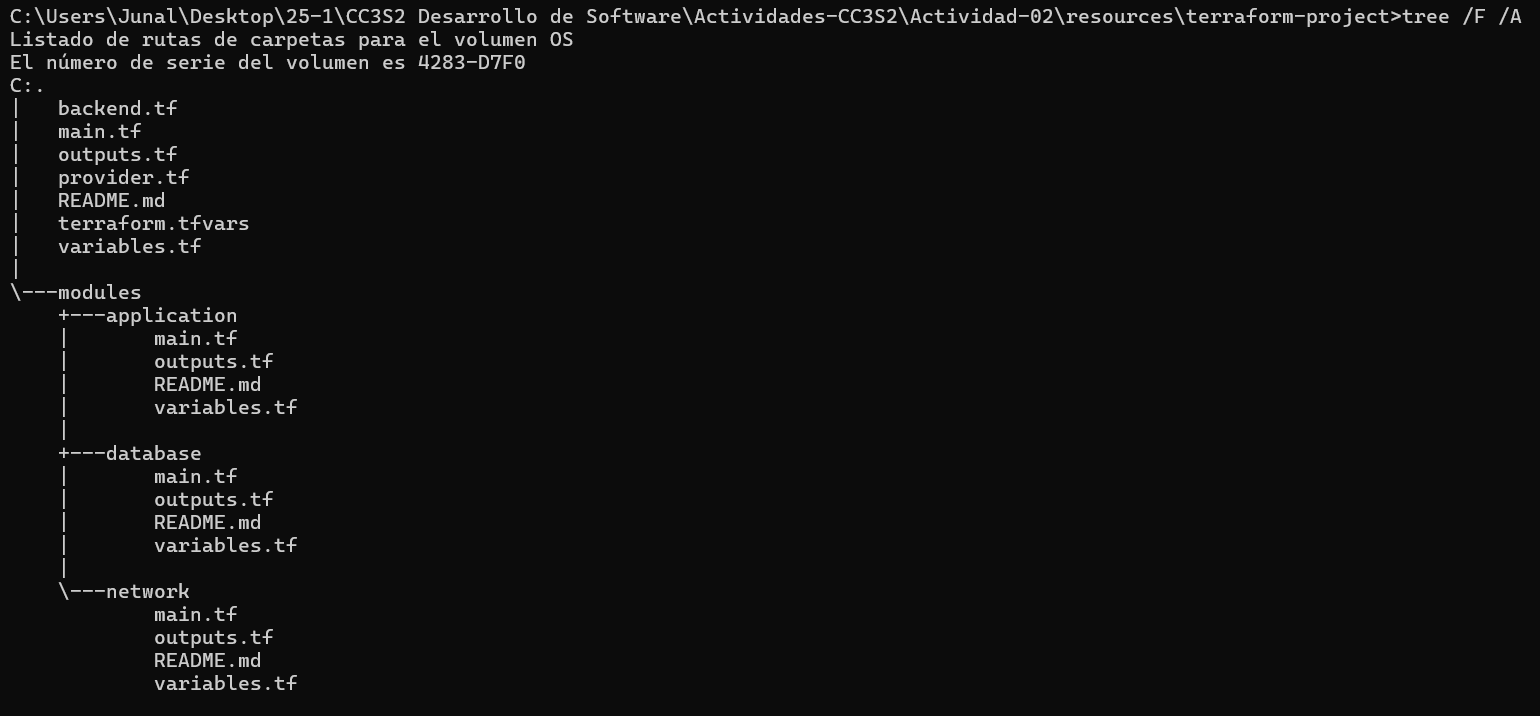 C:\Users\Junal\Desktop\25-1\CC3S2 Desarrollo de Software\Actividades-CC3S2\Actividad-02\resources\terraform-project>tree /F /A
Listado de rutas de carpetas para el volumen OS
El número de serie del volumen es 4283-D7F0
C:.
|   backend.tf
|   main.tf
|   outputs.tf
|   provider.tf
|   README.md
|   terraform.tfvars
|   variables.tf
|
\---modules
    +---application
    |       main.tf
    |       outputs.tf
    |       README.md
    |       variables.tf
    |
    +---database
    |       main.tf
    |       outputs.tf
    |       README.md
    |       variables.tf
    |
    \---network
            main.tf
            outputs.tf
            README.md
            variables.tf